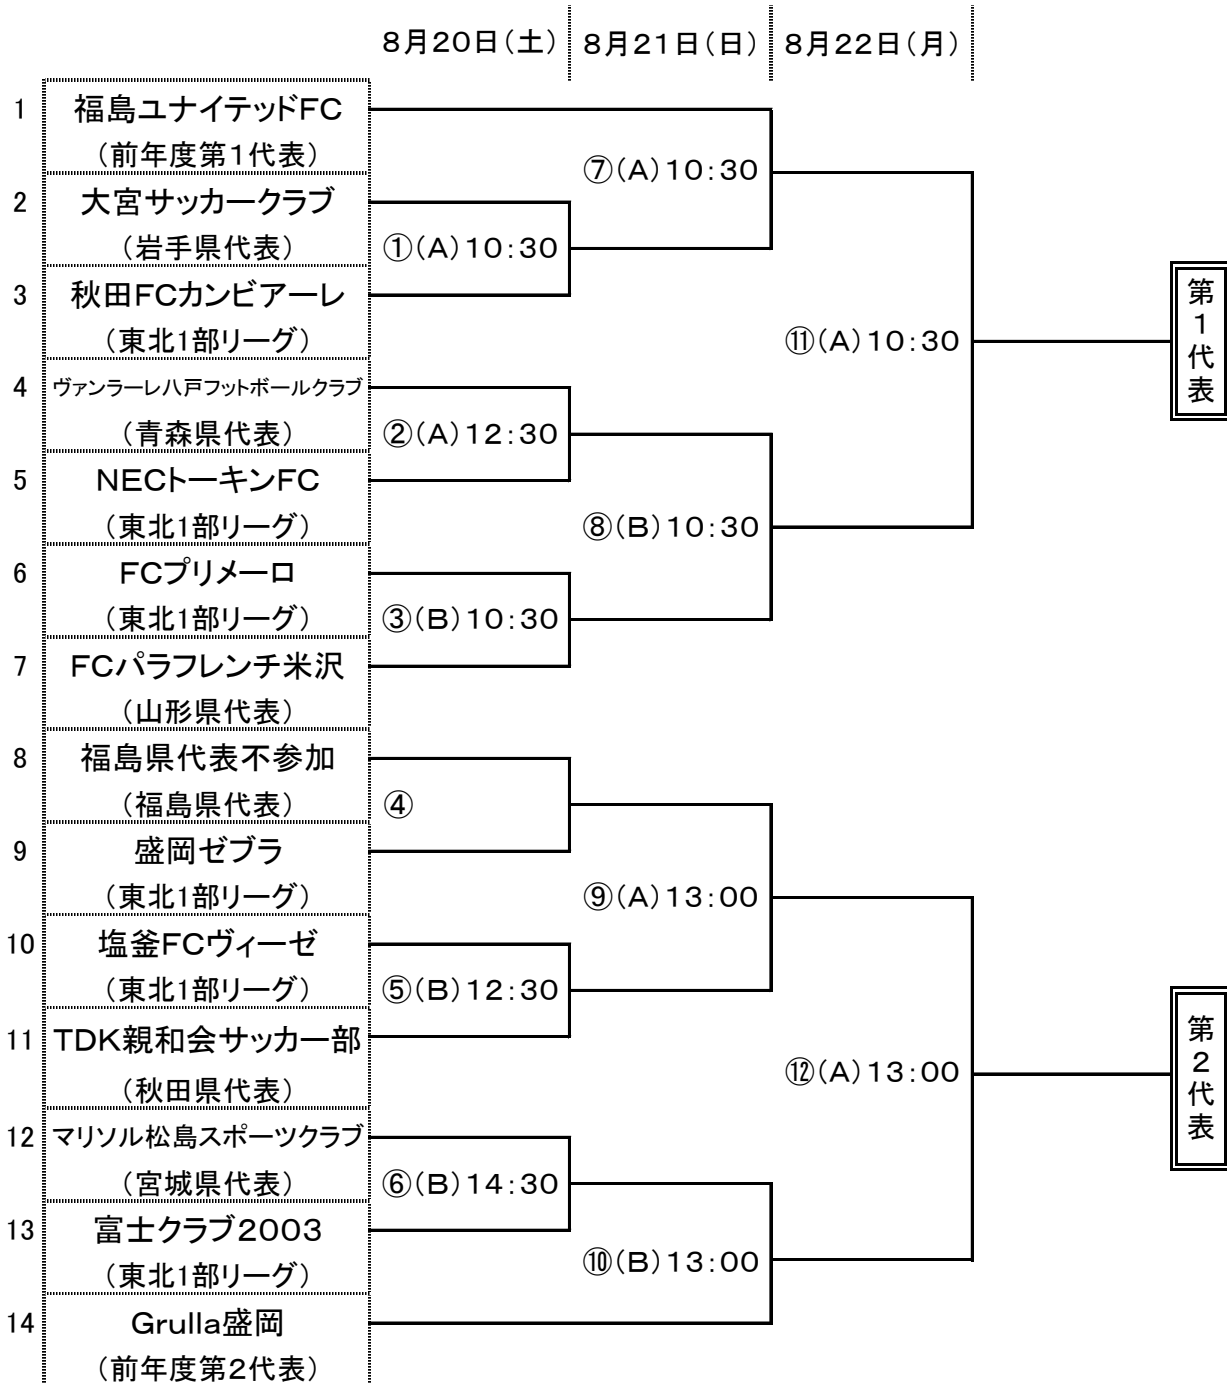 8月20日(土) 8月21日(日) 8月22日(月)
1 福島ユナイテッドFC
(前年度第1代表)
⑦(A)10:30
2 大宮サッカークラブ
(岩手県代表)
①(A)10:30
3 秋田FCカンビアーレ
(東北1部リーグ)
⑪(A)10:30
第1代表
4 ヴァンラーレ八戸フットボールクラブ
(青森県代表)
②(A)12:30
5 NECトーキンFC
(東北1部リーグ)
⑧(B)10:30
6 FCプリメーロ
(東北1部リーグ)
③(B)10:30
7 FCパラフレンチ米沢
(山形県代表)
8 福島県代表不参加
(福島県代表)
④
9 盛岡ゼブラ
(東北1部リーグ)
⑨(A)13:00
10 塩釜FCヴィーゼ
(東北1部リーグ)
⑤(B)12:30
11 TDK親和会サッカー部
(秋田県代表)
⑫(A)13:00
第2代表
12 マリソル松島スポーツクラブ
(宮城県代表)
⑥(B)14:30
13 富士クラブ2003
(東北1部リーグ)
⑩(B)13:00
14 Grulla盛岡
(前年度第2代表)